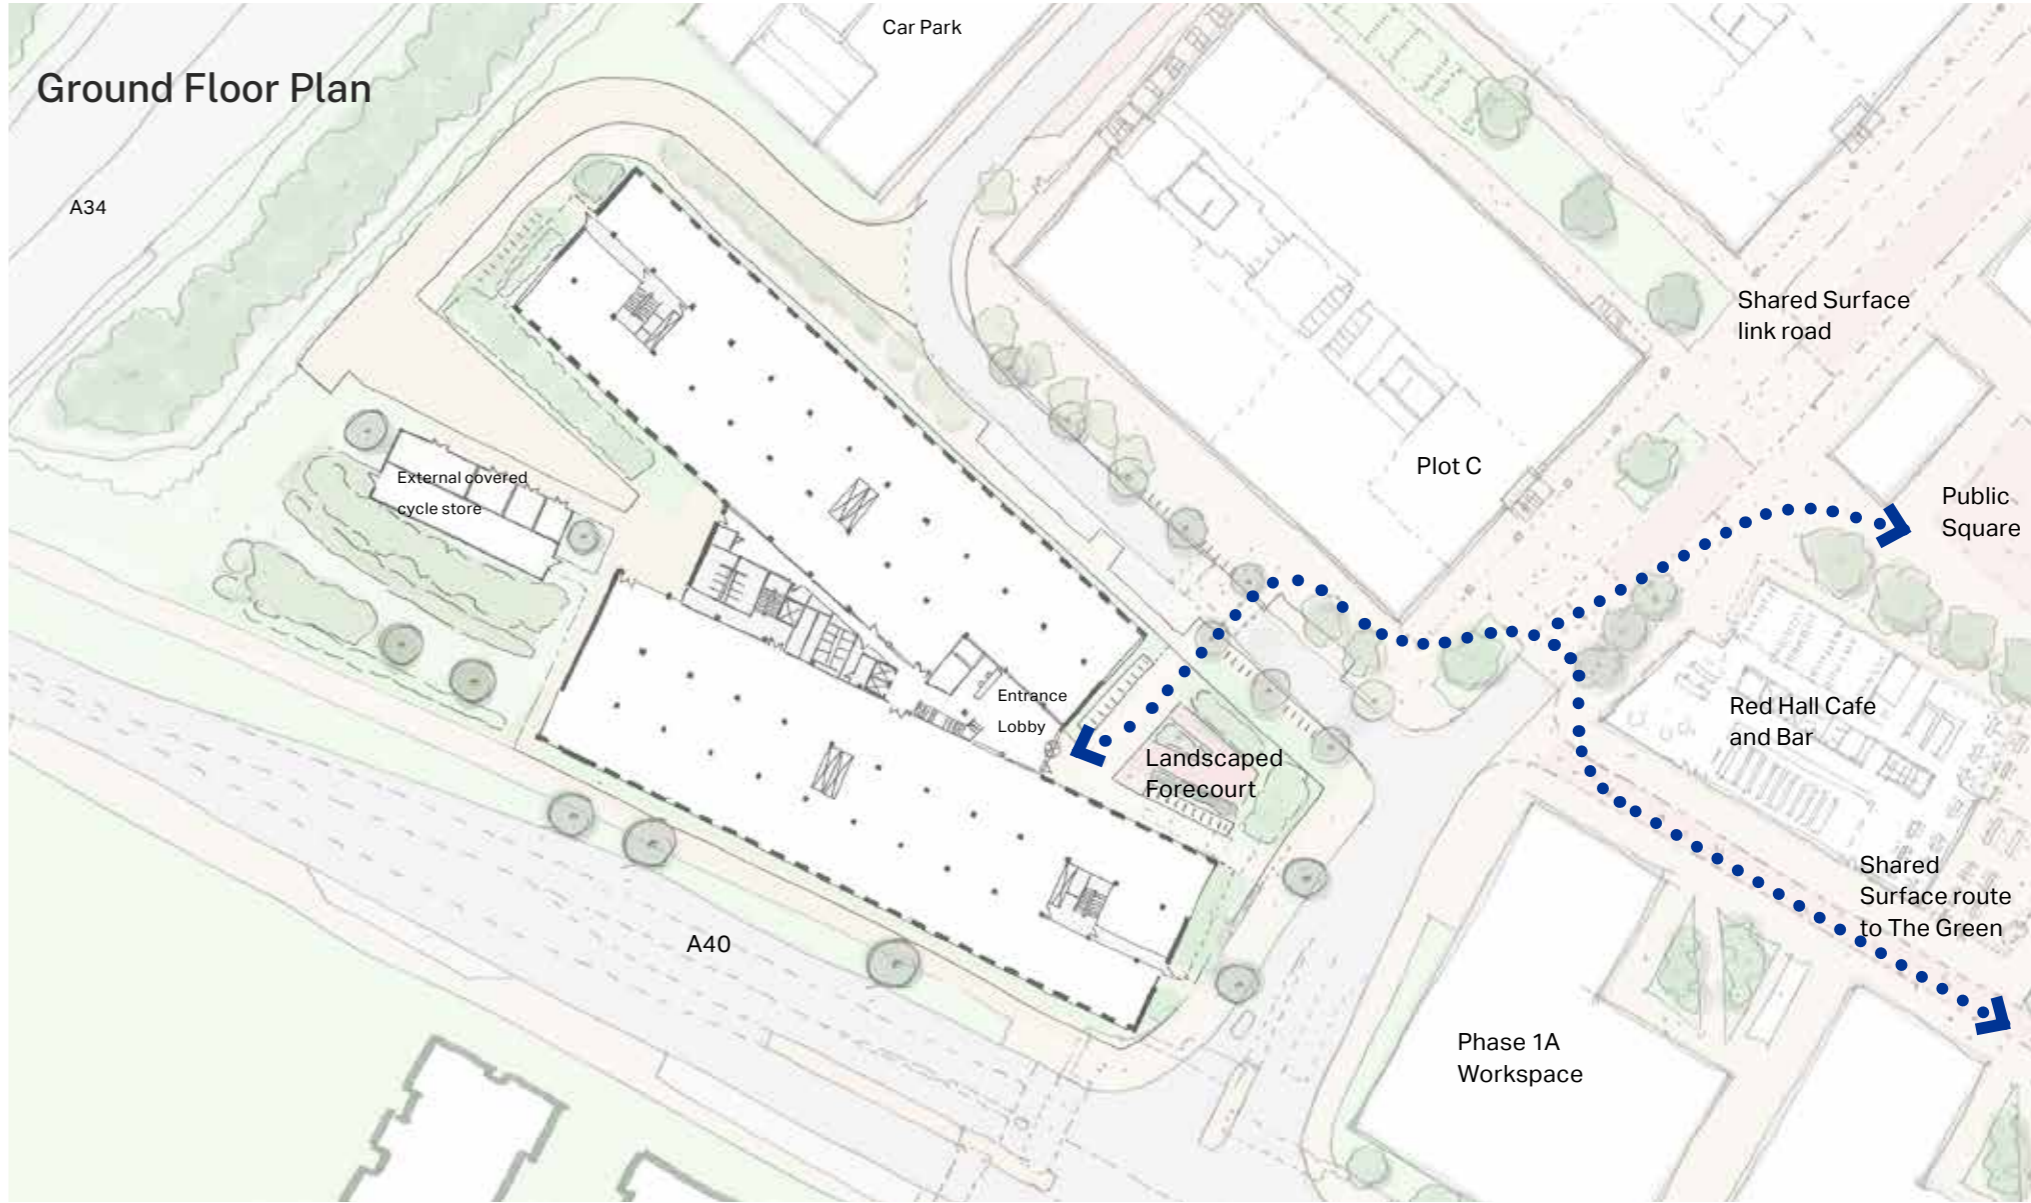 Car Park
Ground Floor Plan
A34
Shared Surface
link road
Plot C
External covered
cycle store
Public
Square
Entrance
Lobby
Red Hall Cafe
and Bar
Landscaped
Forecourt
Shared
Surface route
to The Green
A40
Phase 1A
Workspace